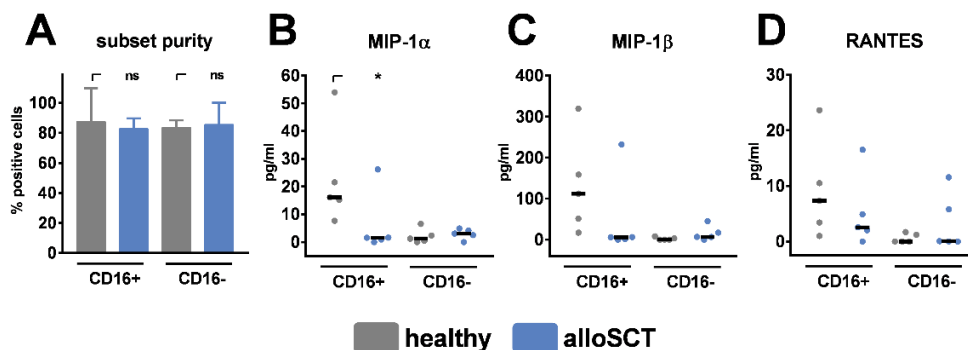 A
subset purity
% positive cells
100
80
60
40
20
0
ns
ns
CD16+
CD16-
B
MIP-1α
pg/ml
60
50
40
30
20
10
0
*
CD16+
CD16-
C
MIP-1β
pg/ml
400
300
200
100
0
CD16+
CD16-
D
RANTES
pg/ml
30
20
10
0
CD16+
CD16-
healthy
alloSCT